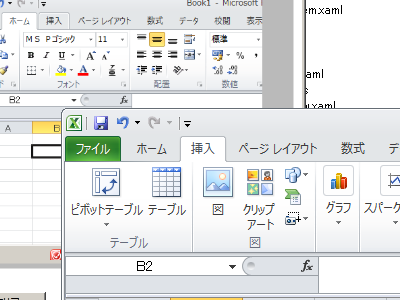 Book1 - Microsoft
em.xaml
ホーム 挿入 ページ レイアウト 数式 データ 校閲
ＭＳ Ｐゴシック 11 標準
B I U A %
フォント 配置 数値
xaml
s
.xaml
B2 fx
A B
ファイル ホーム 挿入 ページ レイアウト 数式 デ
ピボットテーブル テーブル 図 クリップ アート グラフ スパーク
テーブル 図
B2 fx